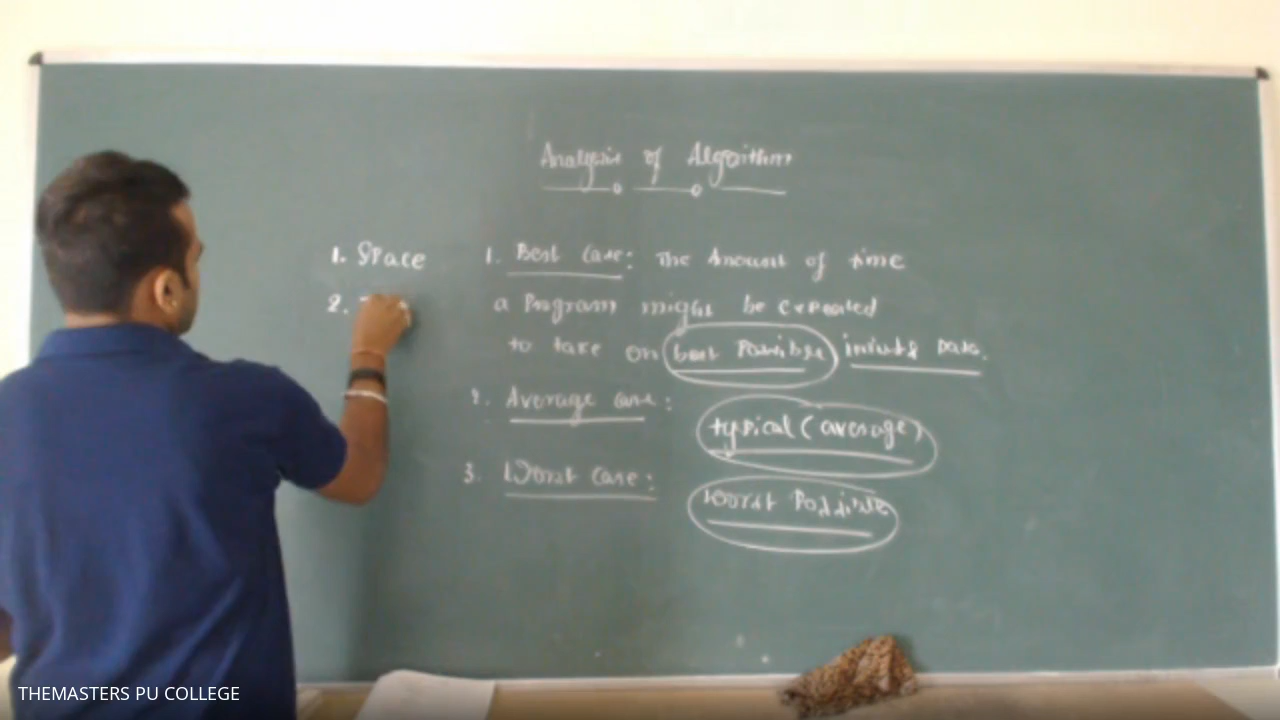 Analysis of Algorithm
1. Space
2.
1. Best Case: The Amount of time
a Program might be expected
to take on best Possible inputs Data.
2. Average case:
typical (average)
3. Worst Case:
worst Possible
THEMASTERS PU COLLEGE